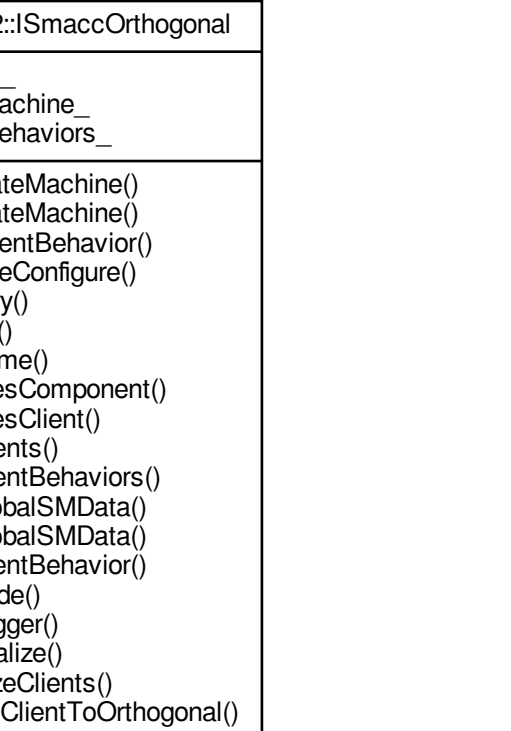 ::ISmaccOrthogonal
_
achine_
ehaviors_
ateMachine()
ateMachine()
entBehavior()
eConfigure()
y()
()
me()
esComponent()
esClient()
ents()
entBehaviors()
obalSMData()
obalSMData()
entBehavior()
de()
gger()
alize()
zeClients()
ClientToOrthogonal()